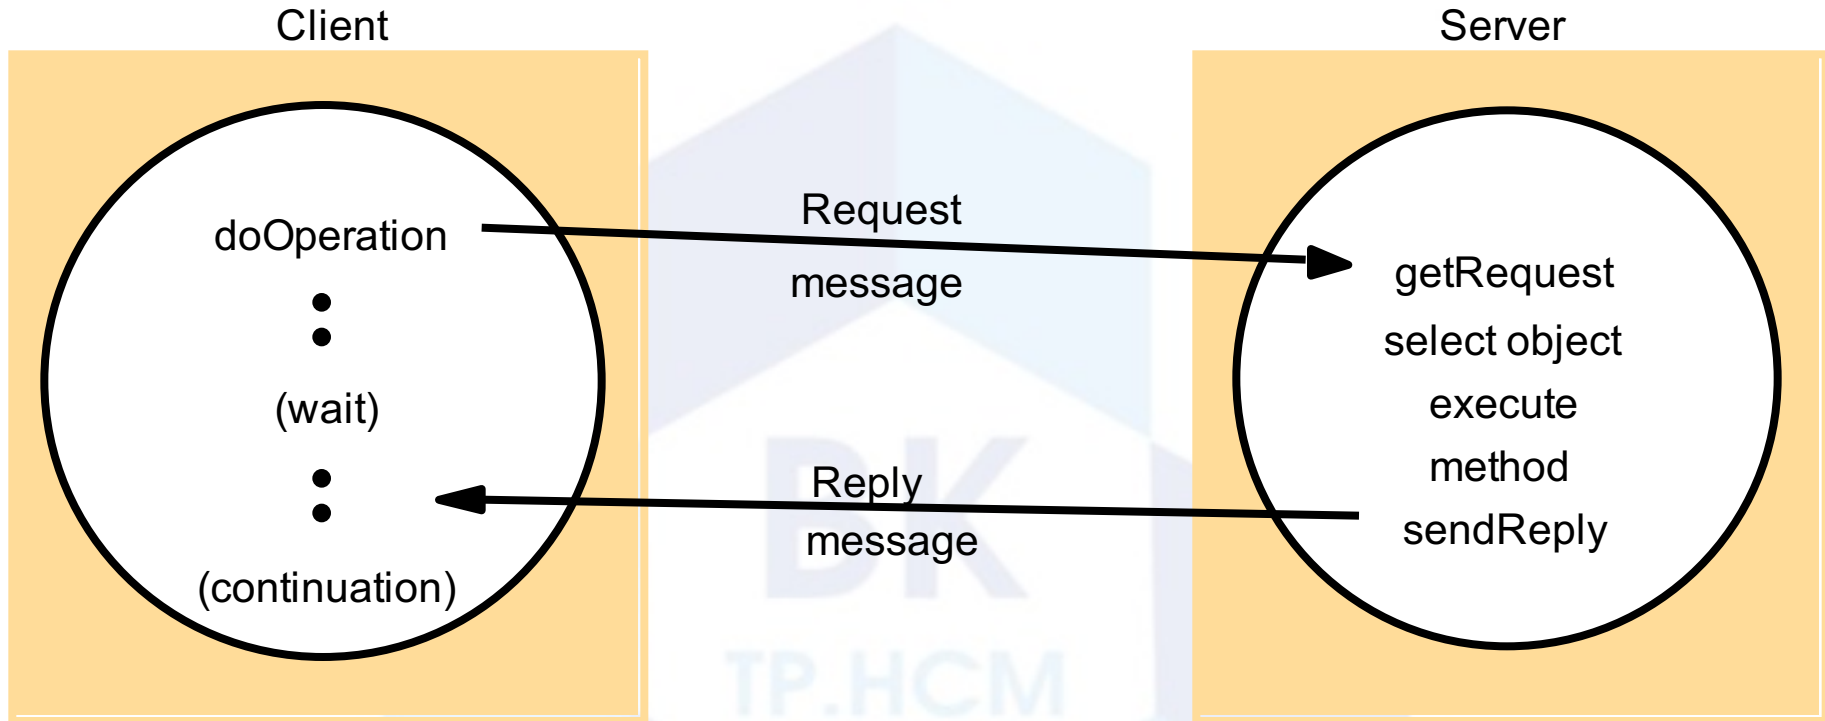 Client
Server
doOperation
(wait)
(continuation)
Request
message
Reply
message
getRequest
select object
execute
method
sendReply
BK
TP.HCM